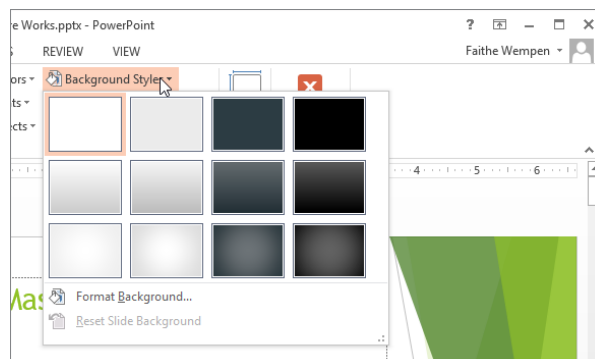 re Works.pptx - PowerPoint ?
REVIEW VIEW Faithe Wempen
ors Background Styles
ts
cts
4 5 6
Mas
Format Background...
Reset Slide Background